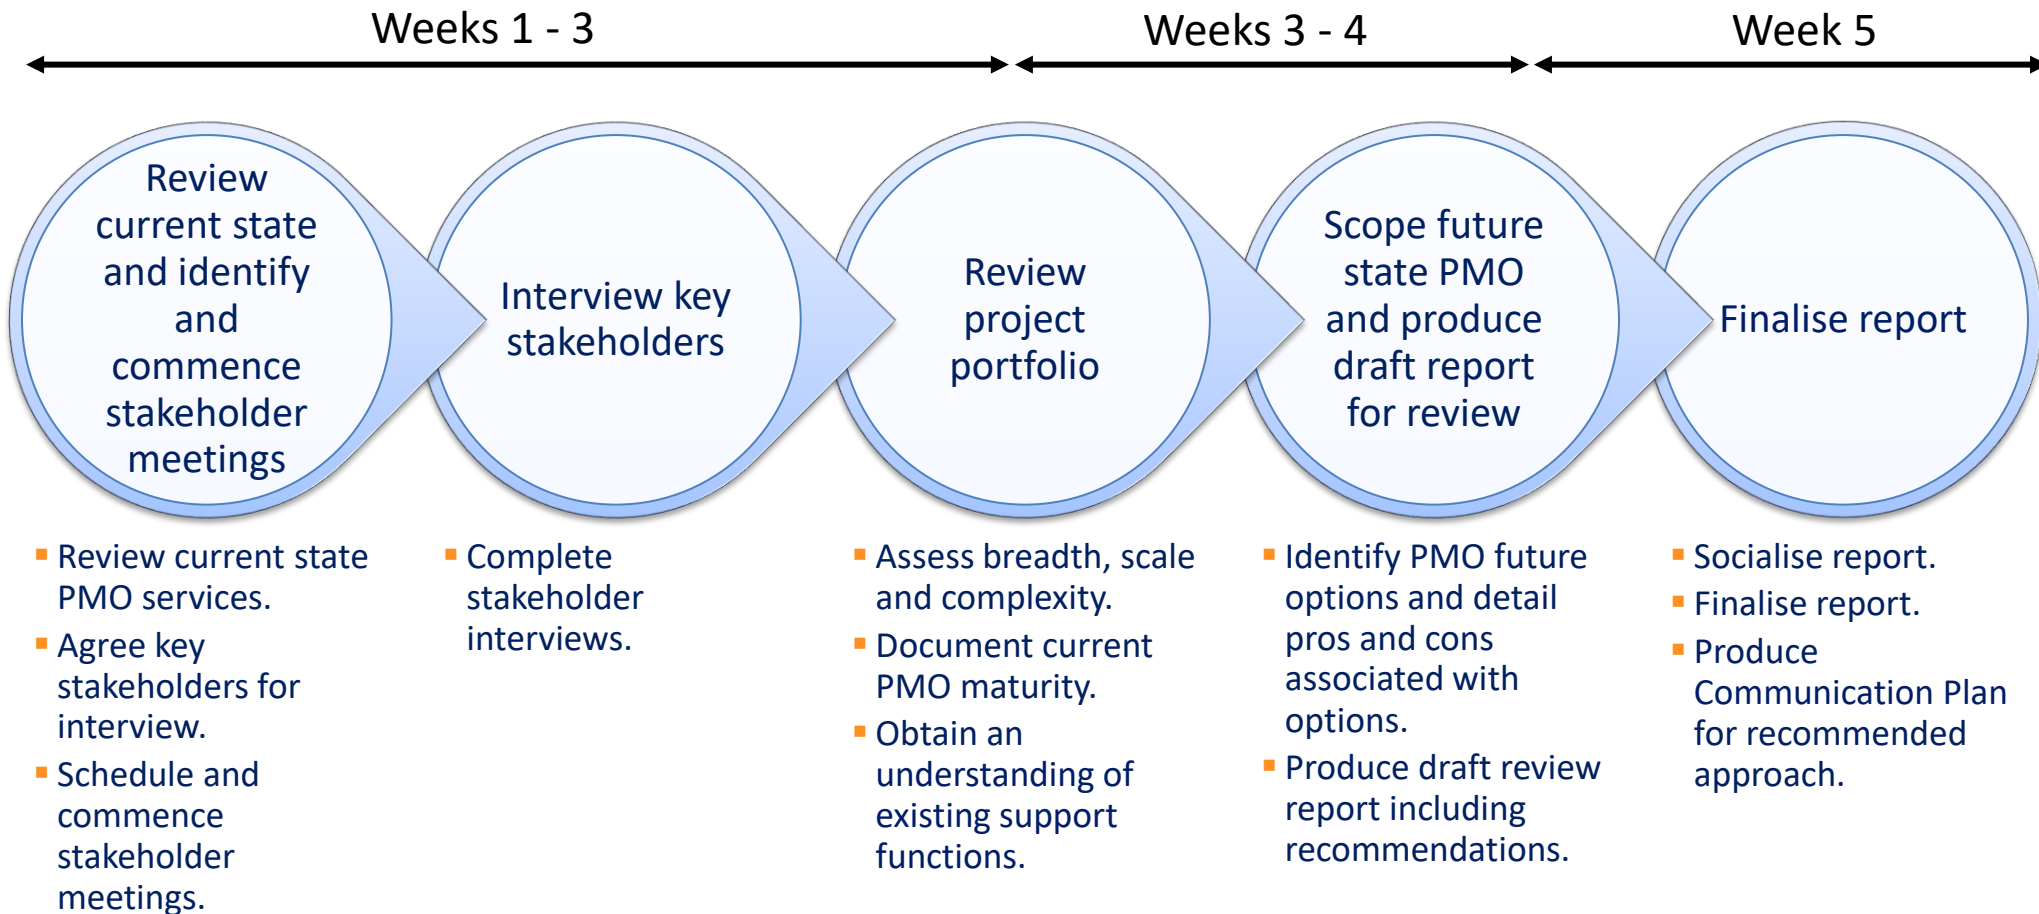 Weeks 1 - 3
Weeks 3 - 4
Week 5
Review
current state
and identify
and
commence
stakeholder
meetings
Interview key
stakeholders
Review
project
portfolio
Scope future
state PMO
and produce
draft report
for review
Finalise report
▪ Review current state
PMO services.
▪ Agree key
stakeholders for
interview.
▪ Schedule and
commence
stakeholder
meetings.
▪ Complete
stakeholder
interviews.
▪ Assess breadth, scale
and complexity.
▪ Document current
PMO maturity.
▪ Obtain an
understanding of
existing support
functions.
▪ Identify PMO future
options and detail
pros and cons
associated with
options.
▪ Produce draft review
report including
recommendations.
▪ Socialise report.
▪ Finalise report.
▪ Produce
Communication Plan
for recommended
approach.